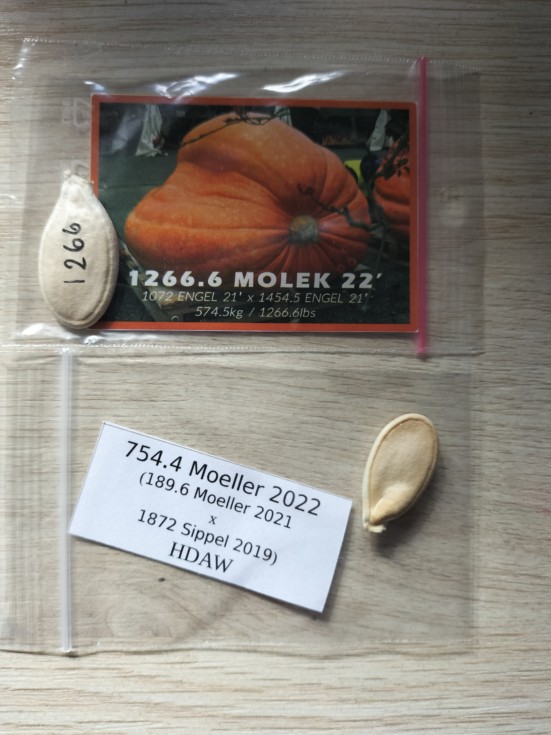 1266
1266.6 MOLEK 22'
1072 ENGEL 21' x 1454.5 ENGEL 21'
574.5kg / 1266.6lbs
754.4 Moeller 2022
(189.6 Moeller 2021
x
1872 Sippel 2019)
HDAW